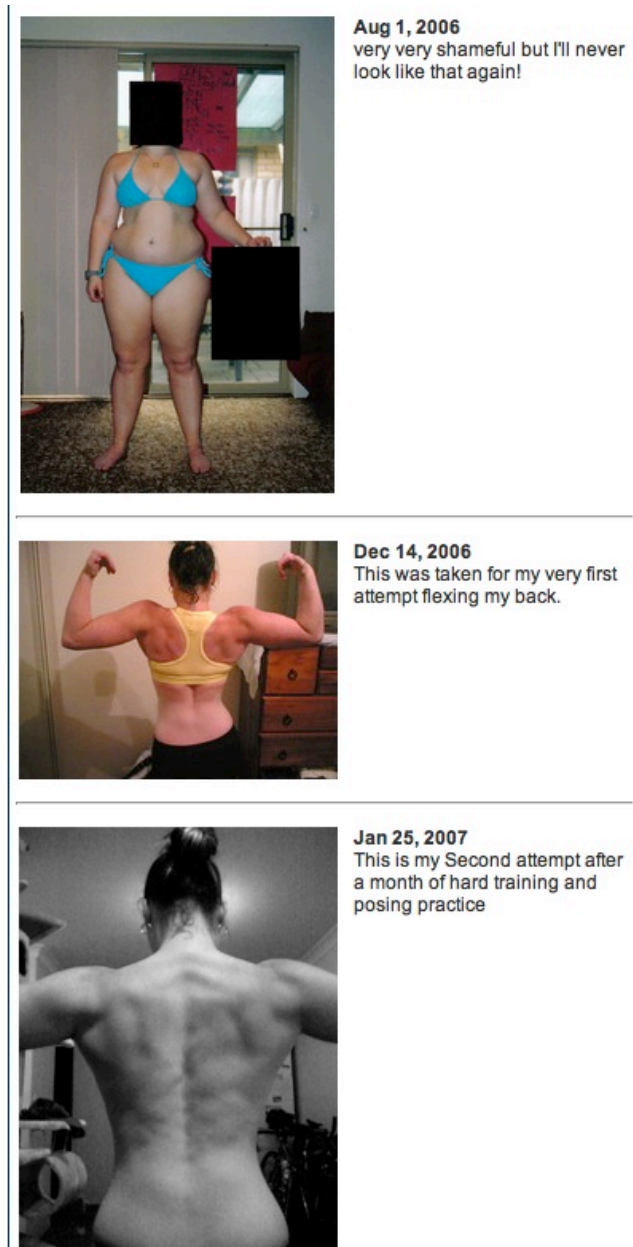 Aug 1, 2006
very very shameful but I'll never
look like that again!
Dec 14, 2006
This was taken for my very first
attempt flexing my back.
Jan 25, 2007
This is my Second attempt after
a month of hard training and
posing practice